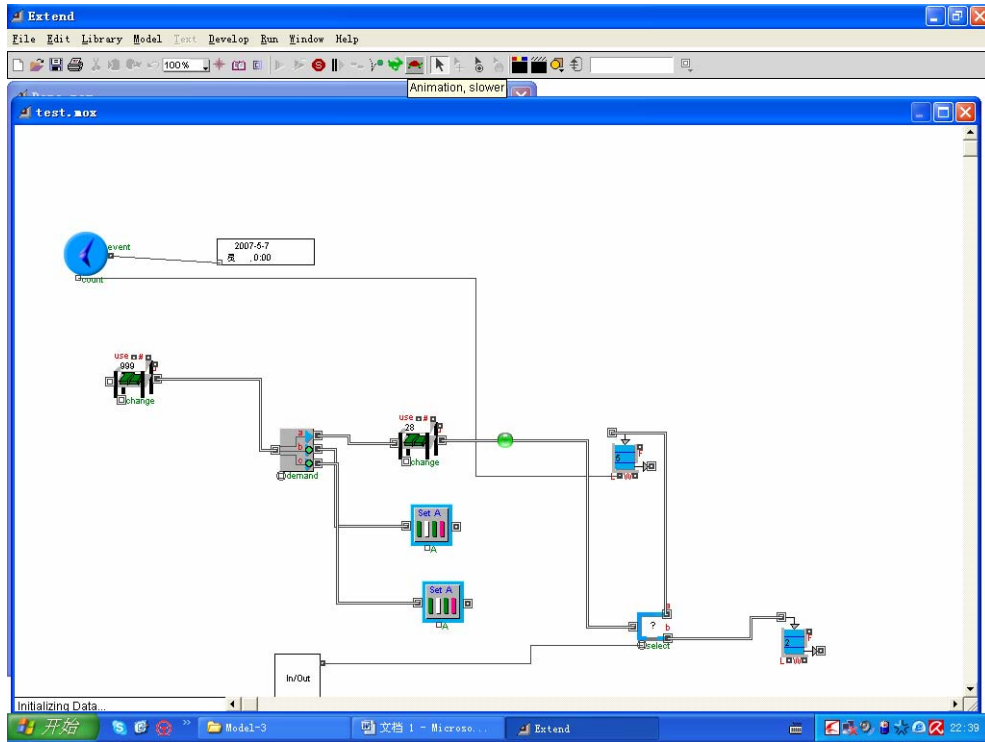 Extend
File Edit Library Model Text Develop Run Window Help
100%
Animation, slower
test.mox
event
2007-5-7
,0:00
count
use #
999
change
a
b
c
demand
use #
28
change
F
5
L W
Set A
A
Set A
A
a
? b
select
F
2
L W
In/Out
Initializing Data...
开始
Model-3
文档 1 - Microso...
Extend
22:39